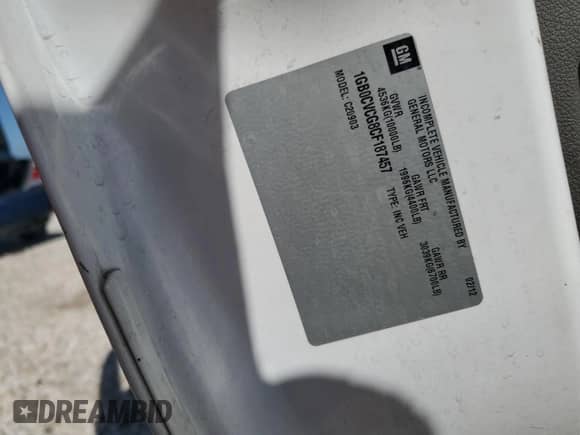 GM
INCOMPLETE VEHICLE MANUFACTURED BY
GENERAL MOTORS LLC 02/12
GVWR GAWR FRT GAWR RR
4536KG(10000LB) 1996KG(4400LB) 3039KG(6700LB)
1GB0CVCG8CF187457 TYPE: INC VEH
MODEL: C20903
DREAMBID